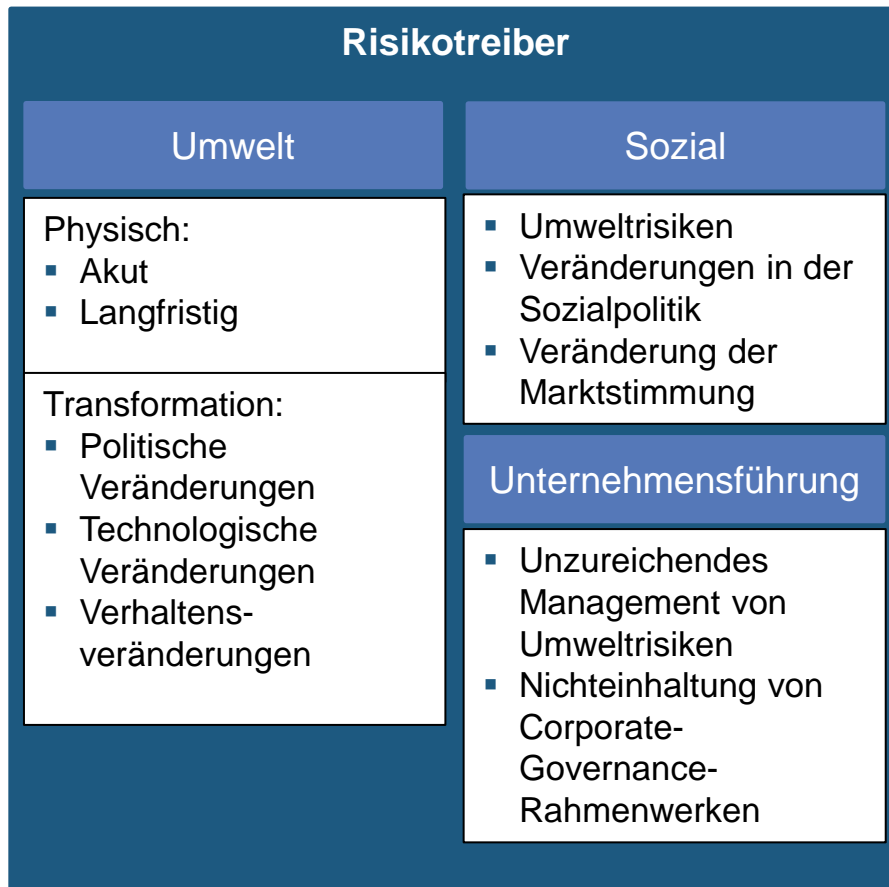 Risikotreiber
Umwelt
Physisch:
▪ Akut
▪ Langfristig
Transformation:
▪ Politische
Veränderungen
▪ Technologische
Veränderungen
▪ Verhaltens-
veränderungen
Sozial
▪ Umweltrisiken
▪ Veränderungen in der
Sozialpolitik
▪ Veränderung der
Marktstimmung
Unternehmensführung
▪ Unzureichendes
Management von
Umweltrisiken
▪ Nichteinhaltung von
Corporate-
Governance-
Rahmenwerken